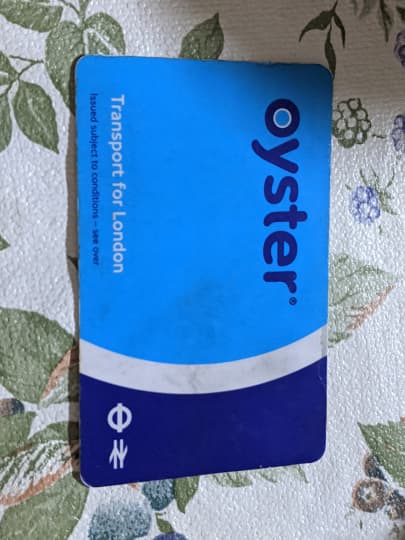 oyster®
Transport for London
Issued subject to conditions – see over